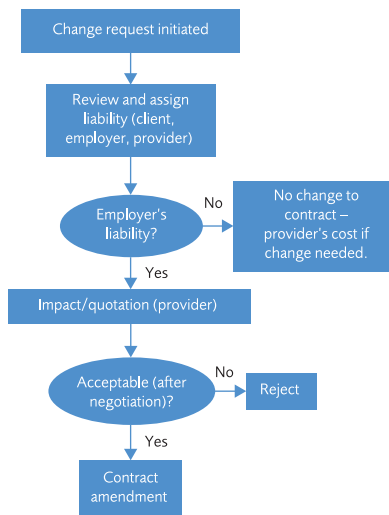 Change request initiated
Review and assign
liability (client,
employer, provider)
Employer's
liability?
No
No change to
contract –
provider's cost if
change needed.
Yes
Impact/quotation (provider)
Acceptable (after
negotiation)?
No
Reject
Yes
Contract
amendment